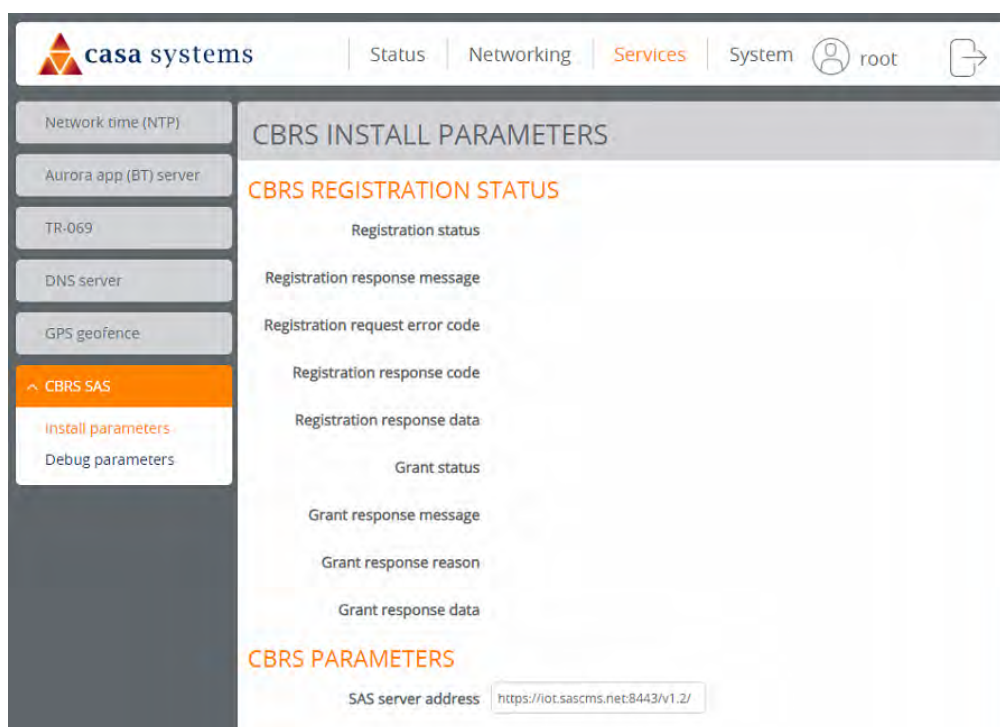 casa systems
Status Networking Services System root
Network time (NTP)
Aurora app (BT) server
TR-069
DNS server
GPS geofence
CBRS SAS
Install parameters
Debug parameters
CBRS INSTALL PARAMETERS
CBRS REGISTRATION STATUS
Registration status
Registration response message
Registration request error code
Registration response code
Registration response data
Grant status
Grant response message
Grant response reason
Grant response data
CBRS PARAMETERS
SAS server address https://iot.sascms.net:8443/v1.2/